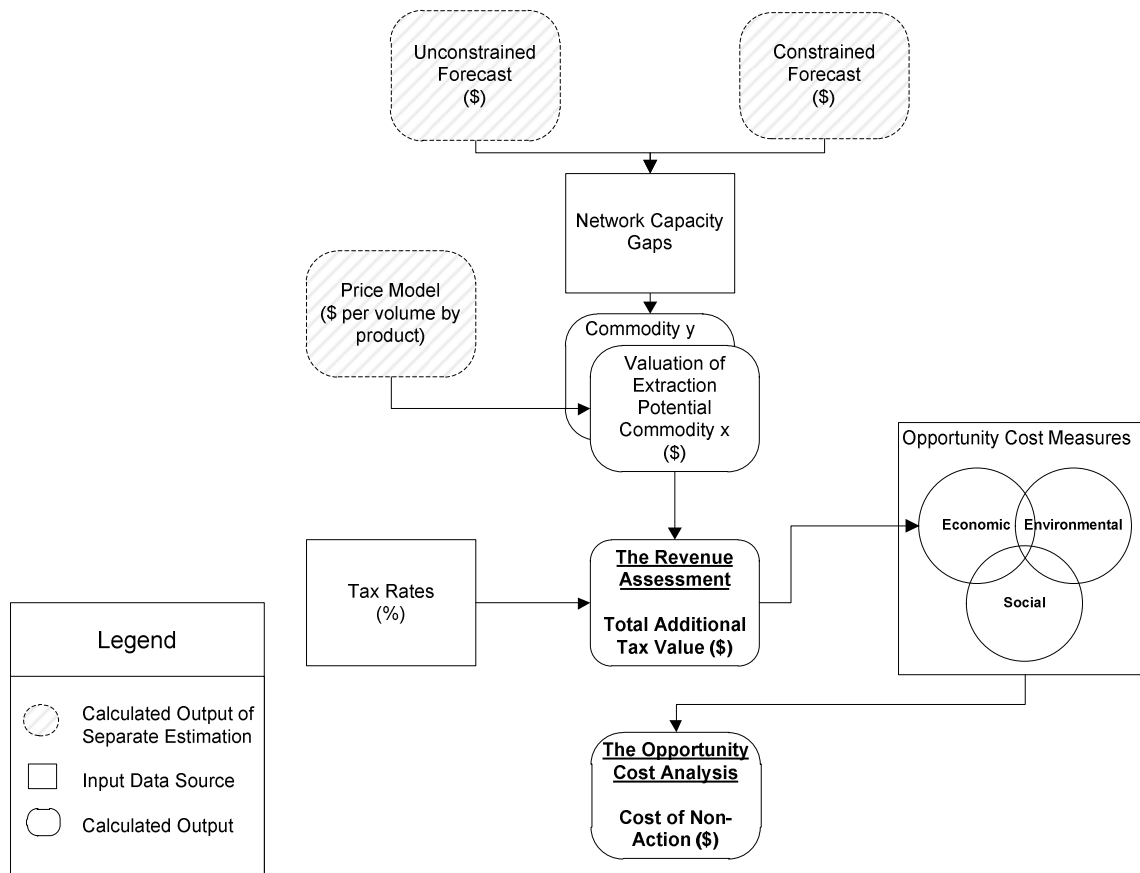 Unconstrained
Forecast
($)
Constrained
Forecast
($)
Network Capacity
Gaps
Price Model
($ per volume by
product)
Commodity y
Valuation of
Extraction
Potential
Commodity x
($)
Opportunity Cost Measures
Economic
Environmental
Social
Tax Rates
(%)
The Revenue
Assessment
Total Additional
Tax Value ($)
The Opportunity
Cost Analysis
Cost of Non-
Action ($)
Legend
Calculated Output of
Separate Estimation
Input Data Source
Calculated Output